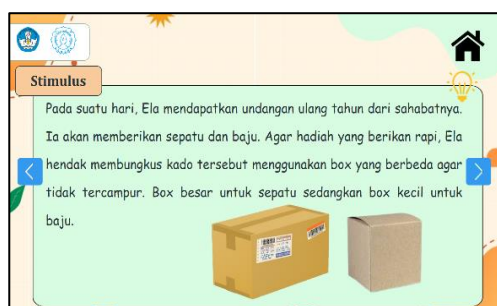 Stimulus
Pada suatu hari, Ela mendapatkan undangan ulang tahun dari sahabatnya.
Ia akan memberikan sepatu dan baju. Agar hadiah yang berikan rapi, Ela
hendak membungkus kado tersebut menggunakan box yang berbeda agar
tidak tercampur. Box besar untuk sepatu sedangkan box kecil untuk
baju.